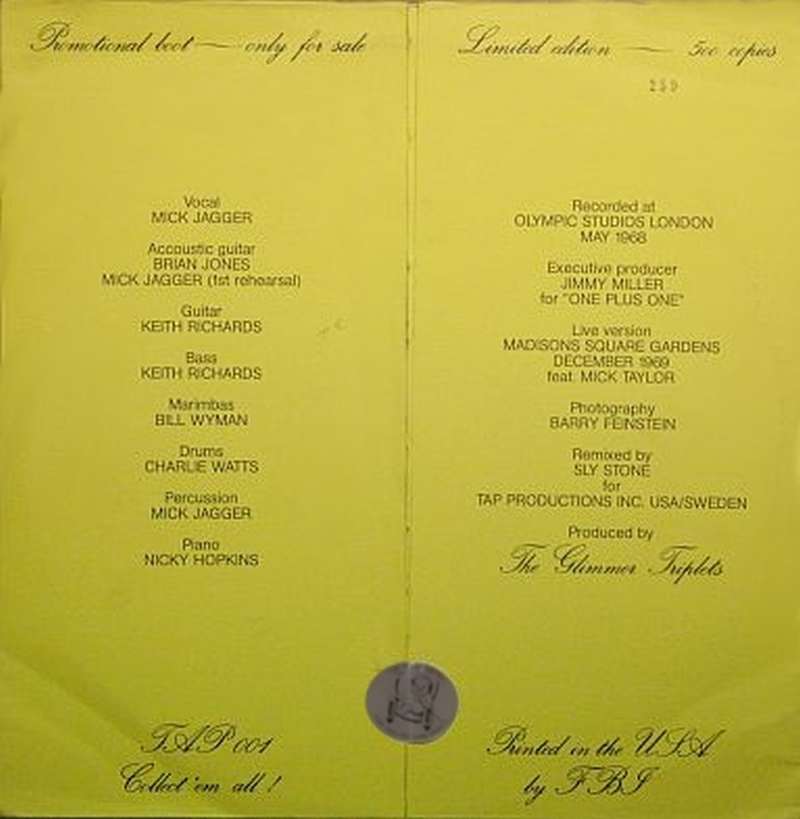 Promotional boot — only for sale
Vocal
MICK JAGGER
Accoustic guitar
BRIAN JONES
MICK JAGGER (1st rehearsal)
Guitar
KEITH RICHARDS
Bass
KEITH RICHARDS
Marimbas
BILL WYMAN
Drums
CHARLIE WATTS
Percussion
MICK JAGGER
Piano
NICKY HOPKINS
TAP 001
Collect 'em all !
Limited edition — 500 copies
Recorded at
OLYMPIC STUDIOS LONDON
MAY 1968
Executive producer
JIMMY MILLER
for "ONE PLUS ONE"
Live version
MADISONS SQUARE GARDENS
DECEMBER 1969
feat. MICK TAYLOR
Photography
BARRY FEINSTEIN
Remixed by
SLY STONE
for
TAP PRODUCTIONS INC. USA/SWEDEN
Produced by
The Glimmer Triplets
Printed in the USA
by FBI